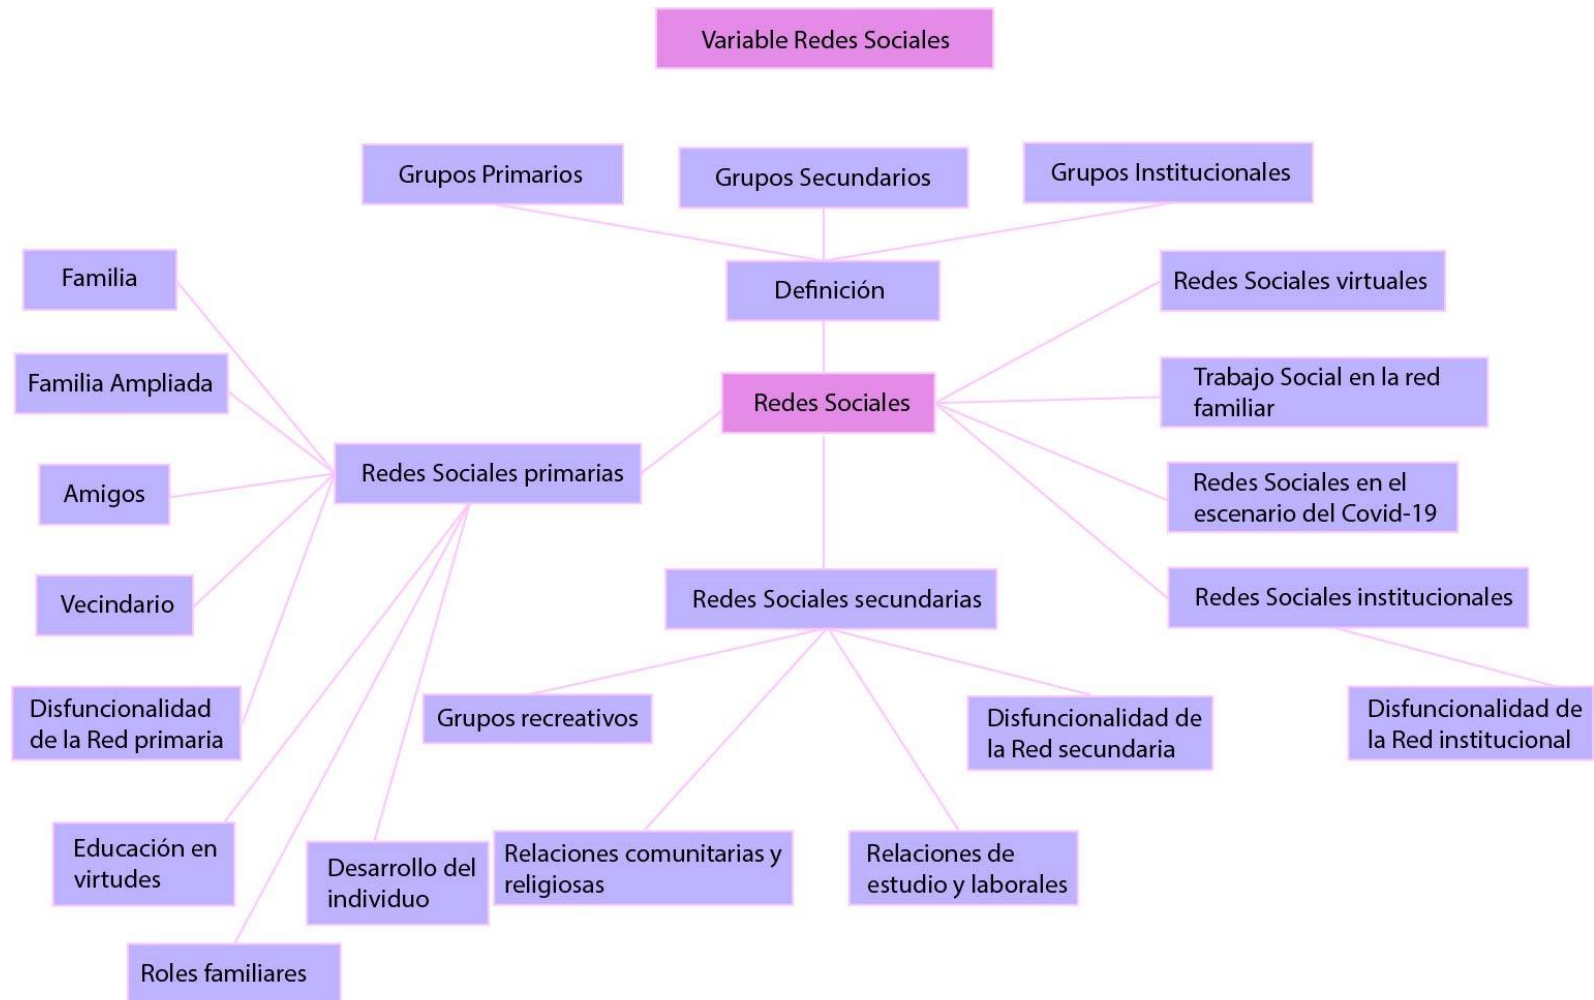 Variable Redes Sociales
Grupos Primarios
Grupos Secundarios
Grupos Institucionales
Familia
Definición
Redes Sociales virtuales
Familia Ampliada
Redes Sociales
Trabajo Social en la red
familiar
Redes Sociales primarias
Amigos
Redes Sociales en el
escenario del Covid-19
Vecindario
Redes Sociales secundarias
Redes Sociales institucionales
Disfuncionalidad
de la Red primaria
Grupos recreativos
Disfuncionalidad de
la Red secundaria
Disfuncionalidad de
la Red institucional
Educación en
virtudes
Desarrollo del
individuo
Relaciones comunitarias y
religiosas
Relaciones de
estudio y laborales
Roles familiares